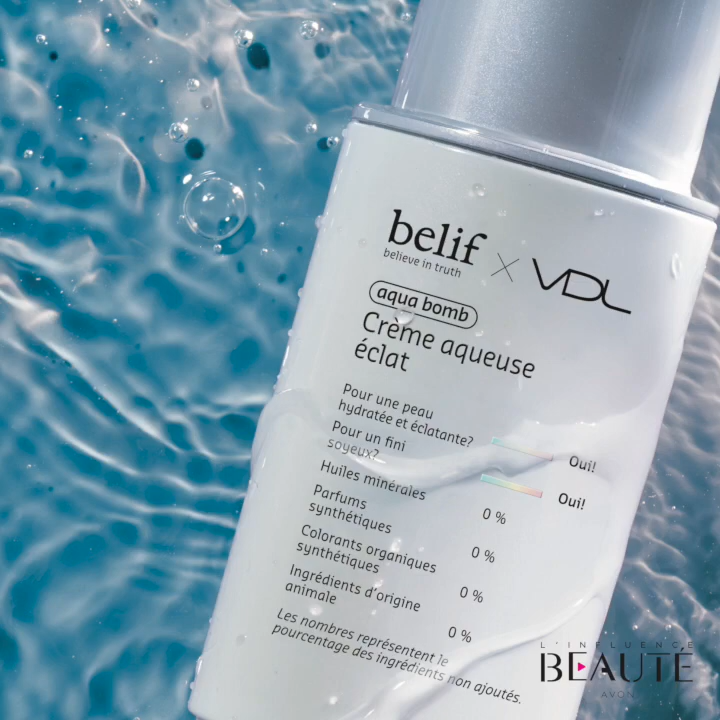 belif
believe in truth
× VDL
aqua bomb
Crème aqueuse
éclat
Pour une peau
hydratée et éclatante? Oui!
Pour un fini
soyeux? Oui!
Huiles minérales 0 %
Parfums
synthétiques 0 %
Colorants organiques
synthétiques 0 %
Ingrédients d'origine
animale 0 %
Les nombres représentent le
pourcentage des ingrédients non ajoutés.
L'INFLUENCE
BEAUTÉ
AVON